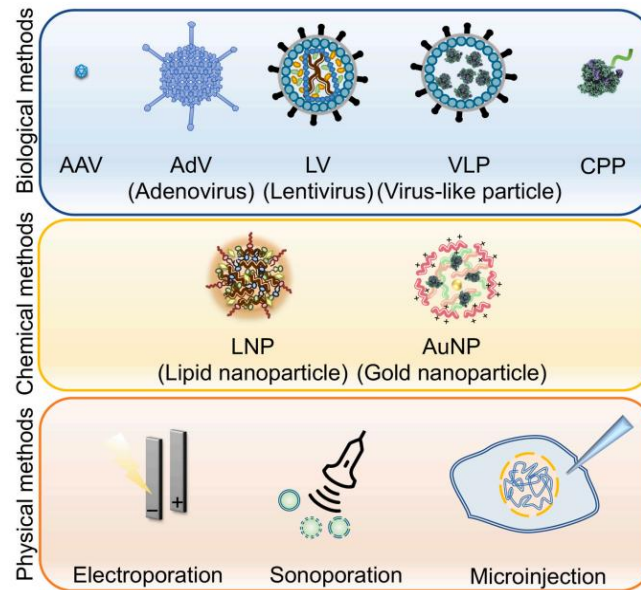 Biological methods
AAV
AdV
(Adenovirus)
LV
(Lentivirus)
VLP
(Virus-like particle)
CPP
Chemical methods
LNP
(Lipid nanoparticle)
AuNP
(Gold nanoparticle)
Physical methods
Electroporation
Sonoporation
Microinjection